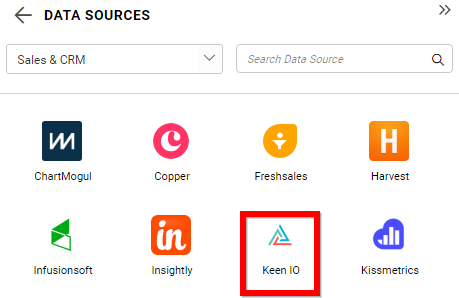 DATA SOURCES
Sales & CRM
Search Data Source
ChartMogul
Copper
Freshsales
H
Harvest
in
Infusionsoft
Insightly
Keen IO
Kissmetrics